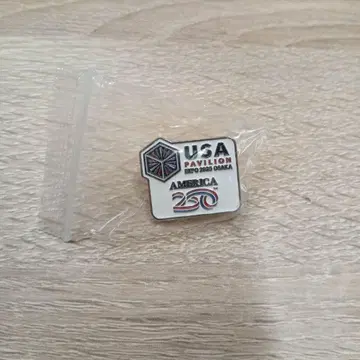 USA
PAVILION
EXPO 2025 OSAKA
AMERICA
250